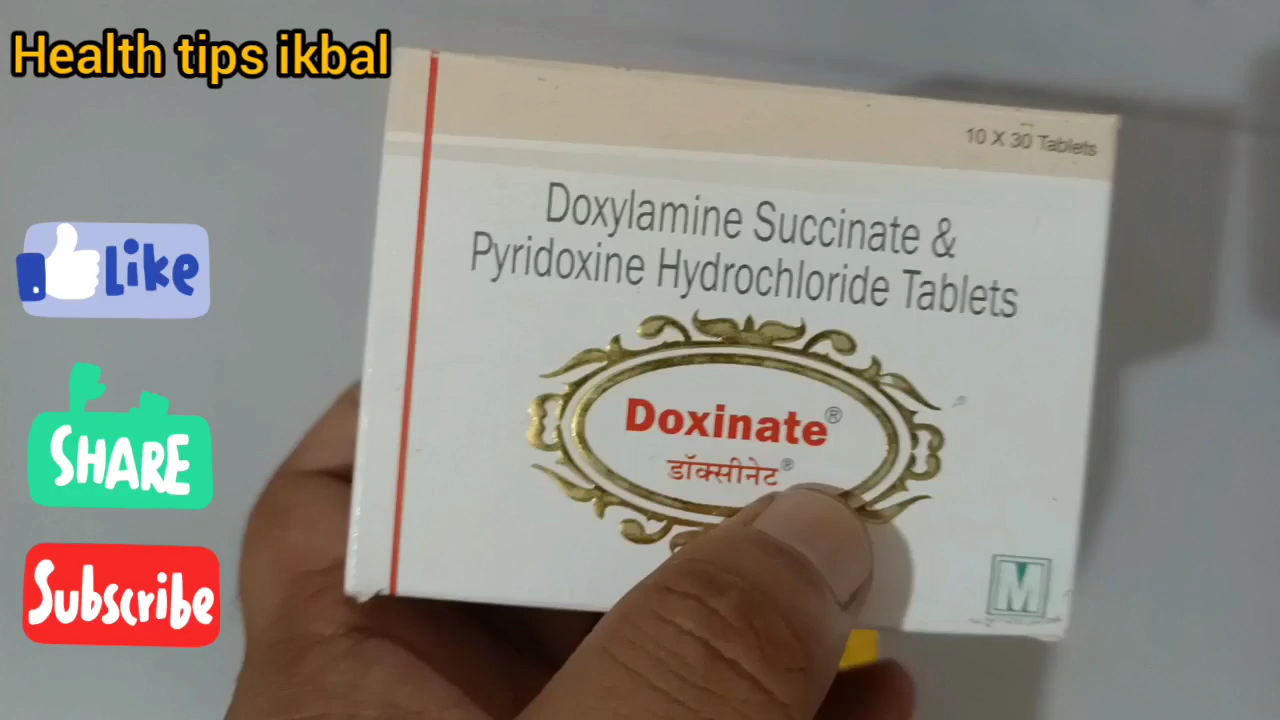 Health tips ikbal
10 X 30 Tablets
Doxylamine Succinate &
Pyridoxine Hydrochloride Tablets
Doxinate®
डॉक्सीनेट®
M
Like
SHARE
Subscribe